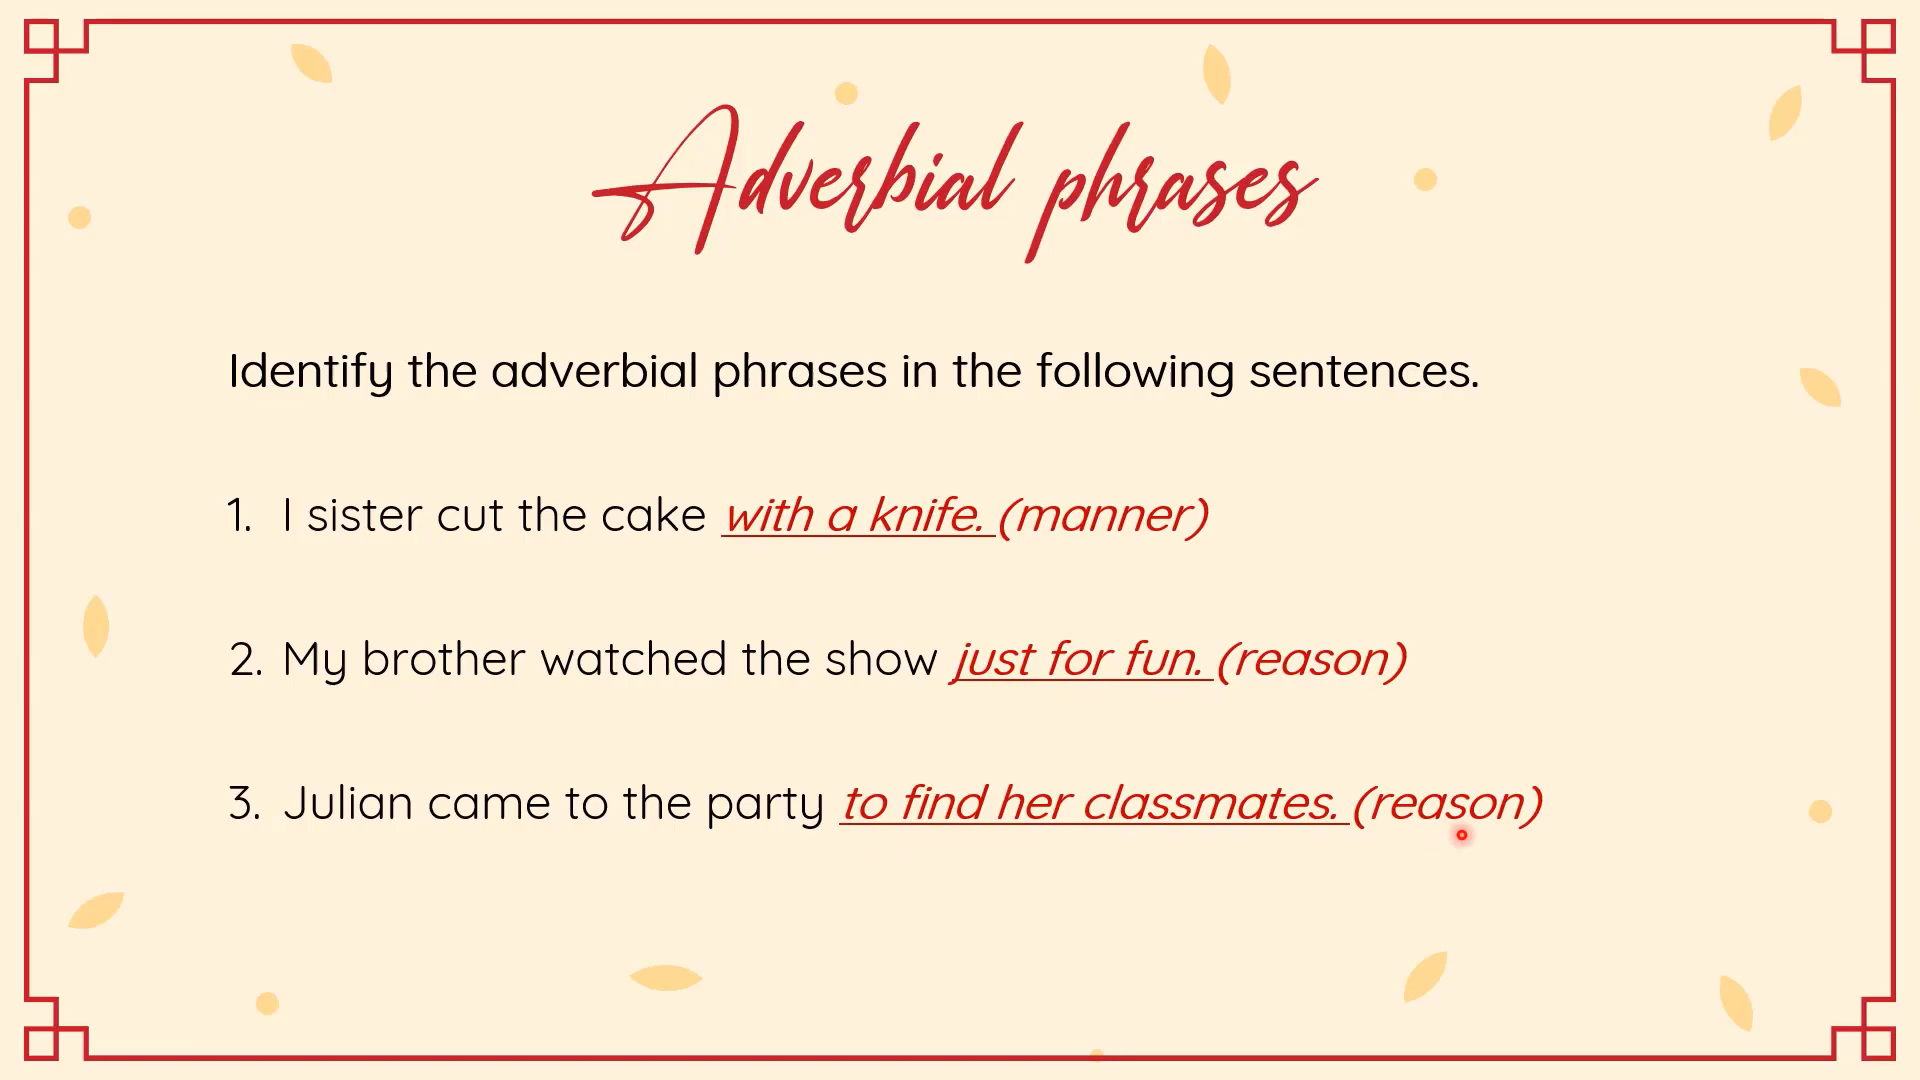 Adverbial phrases
Identify the adverbial phrases in the following sentences.
1. I sister cut the cake with a knife. (manner)
2. My brother watched the show just for fun. (reason)
3. Julian came to the party to find her classmates. (reason)